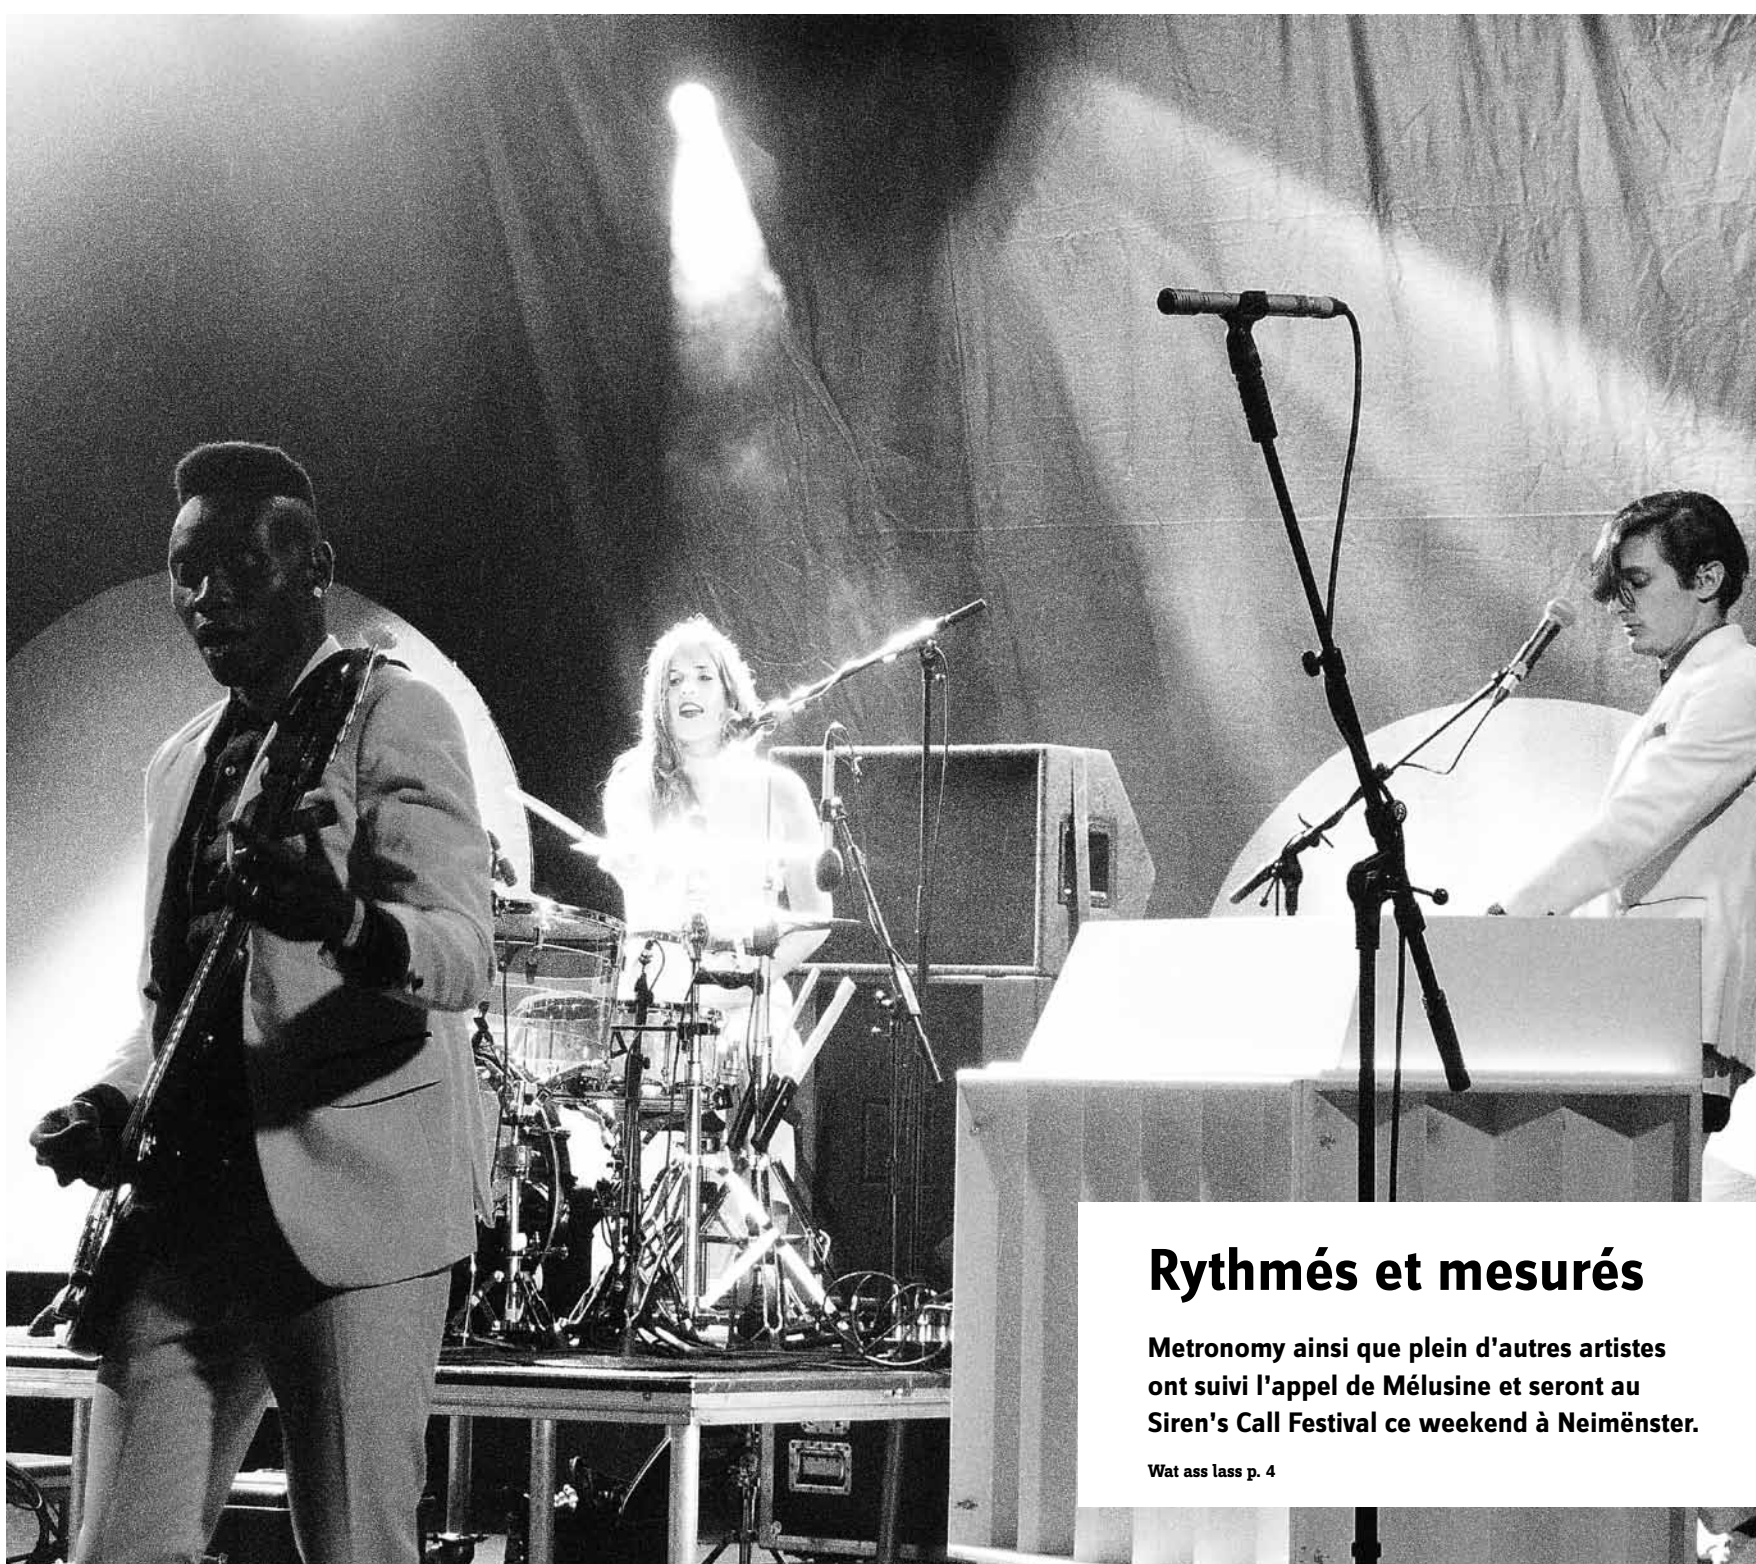 Rythmés et mesurés
Metronomy ainsi que plein d'autres artistes
ont suivi l'appel de Mélusine et seront au
Siren's Call Festival ce weekend à Neimënster.
Wat ass lass p. 4